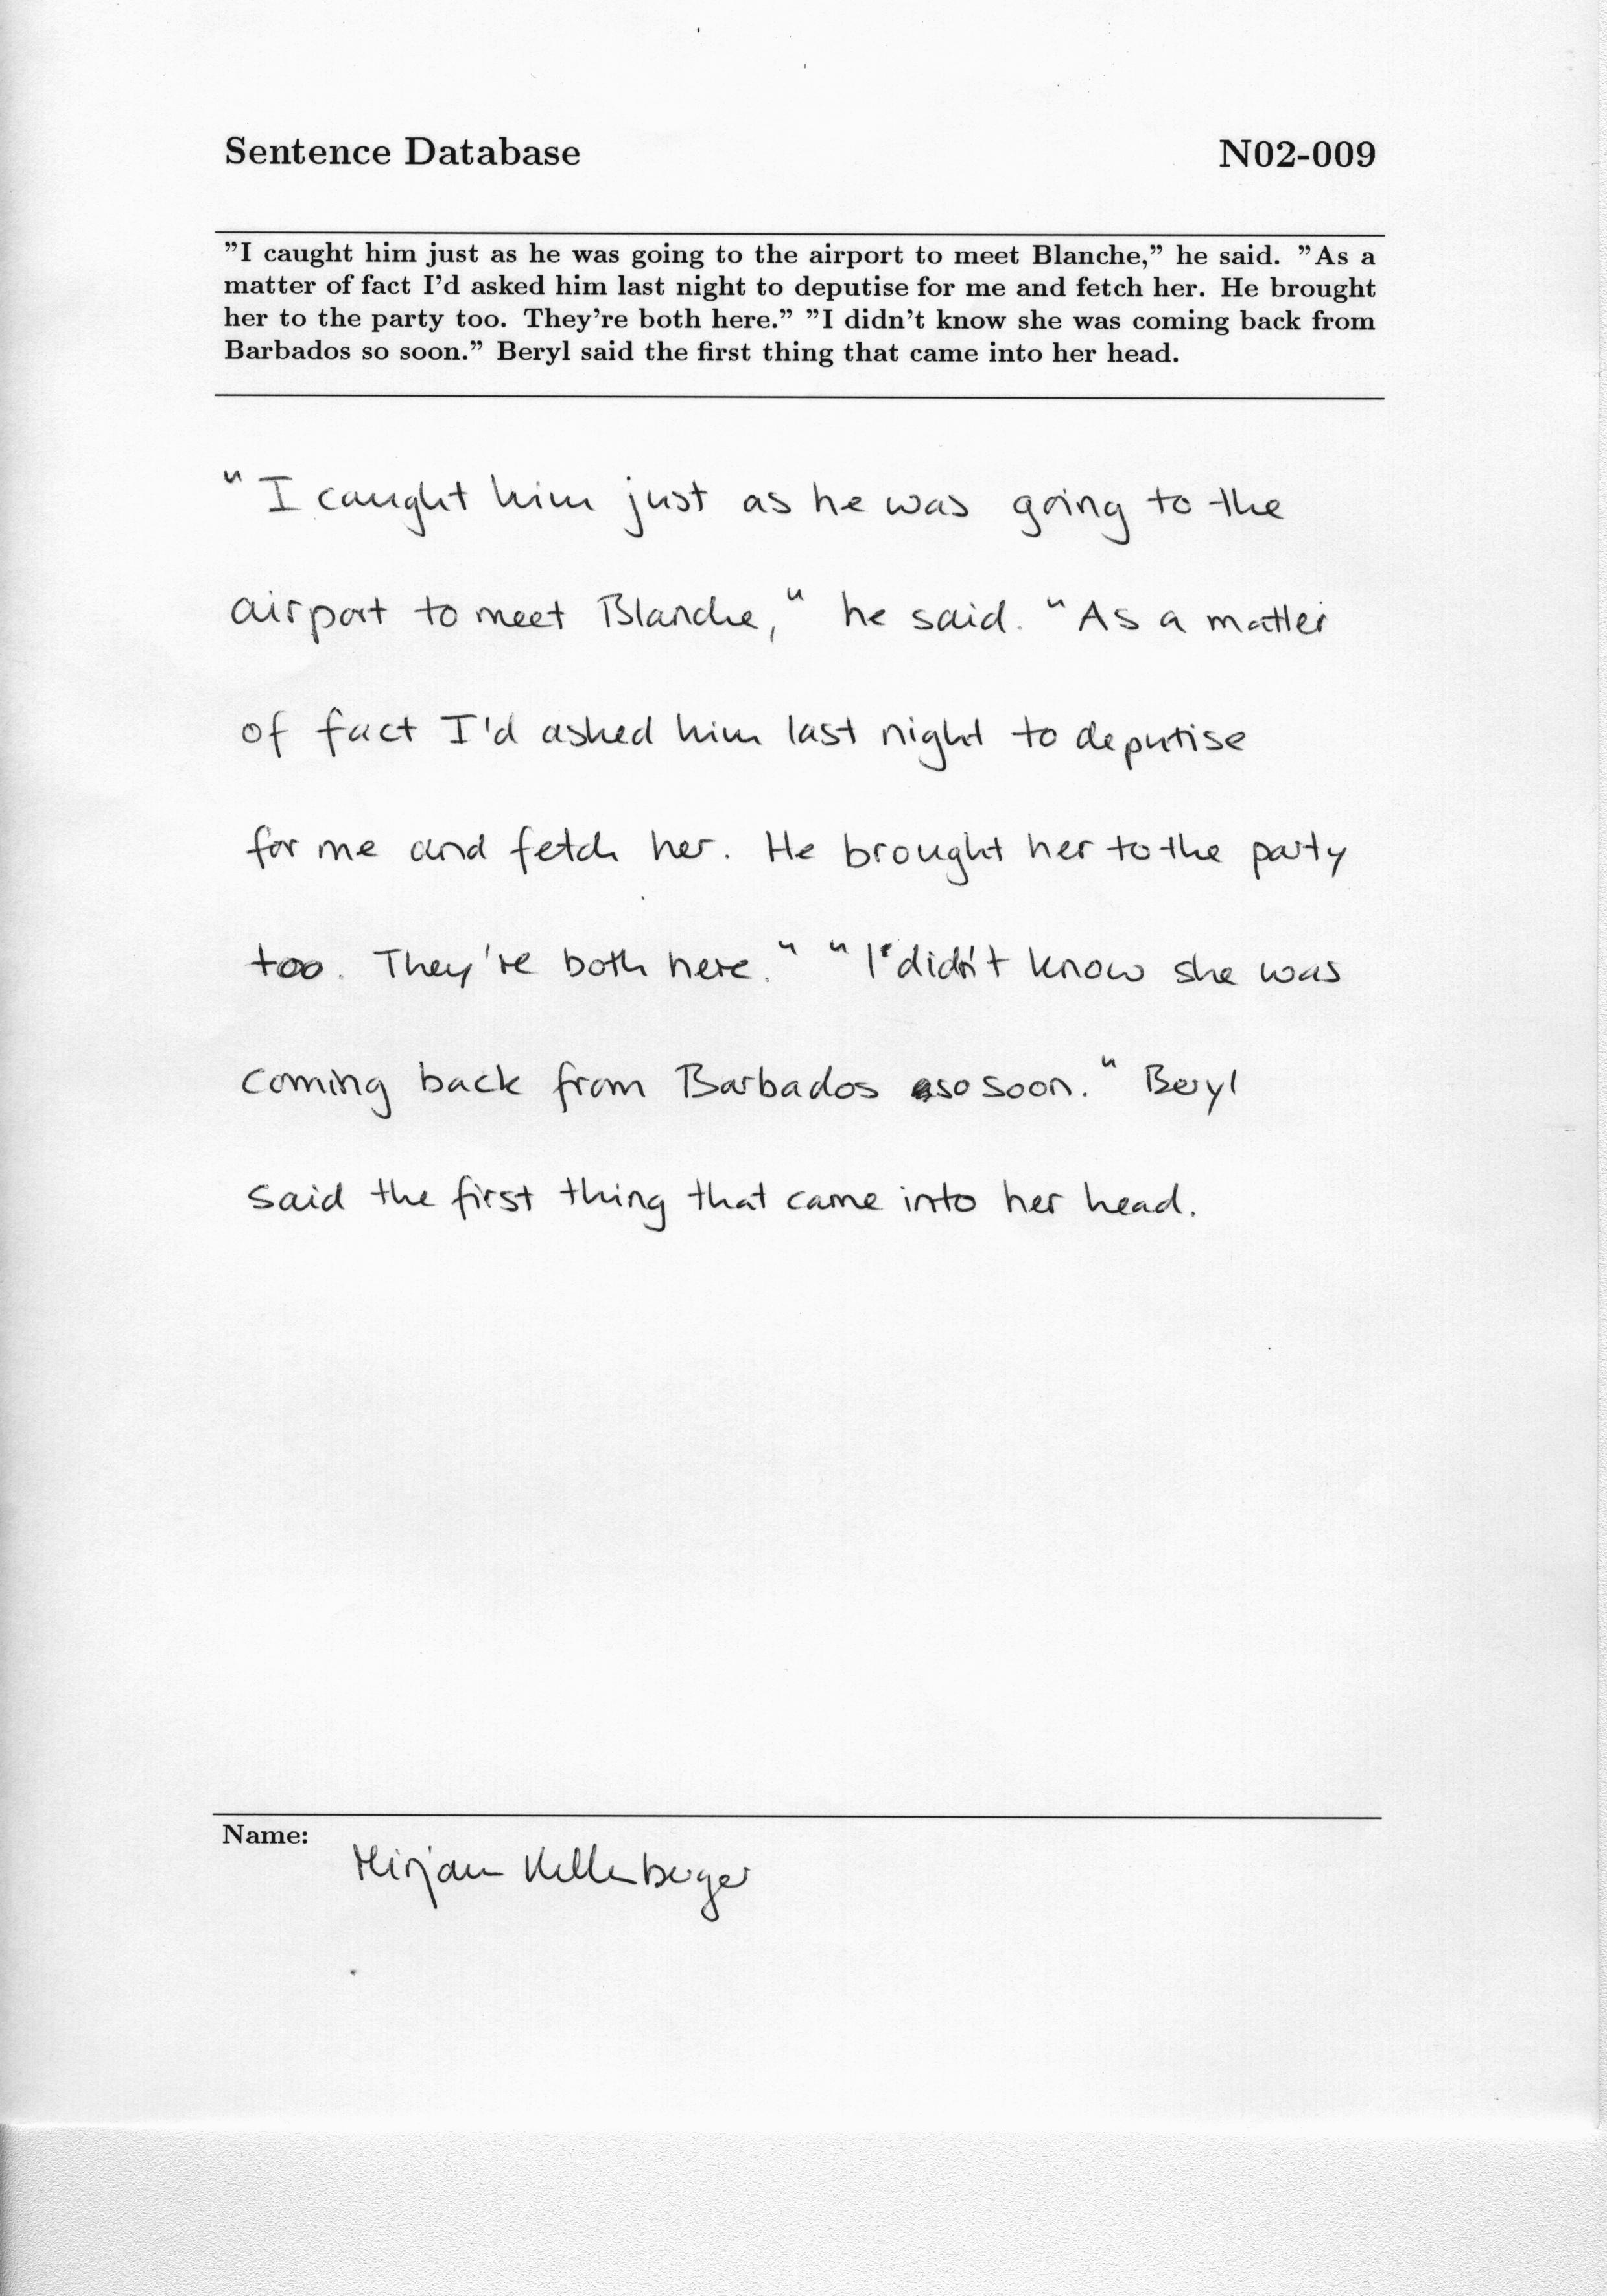 Sentence Database N02-009
"I caught him just as he was going to the airport to meet Blanche," he said. "As a
matter of fact I'd asked him last night to deputise for me and fetch her. He brought
her to the party too. They're both here." "I didn't know she was coming back from
Barbados so soon." Beryl said the first thing that came into her head.
"I caught him just as he was going to the
airport to meet Blanche," he said. "As a matter
of fact I'd asked him last night to deputise
for me and fetch her. He brought her to the party
too. They're both here." "I didn't know she was
coming back from Barbados so soon." Beryl
said the first thing that came into her head.
Name:
Mirjam Kellenberger